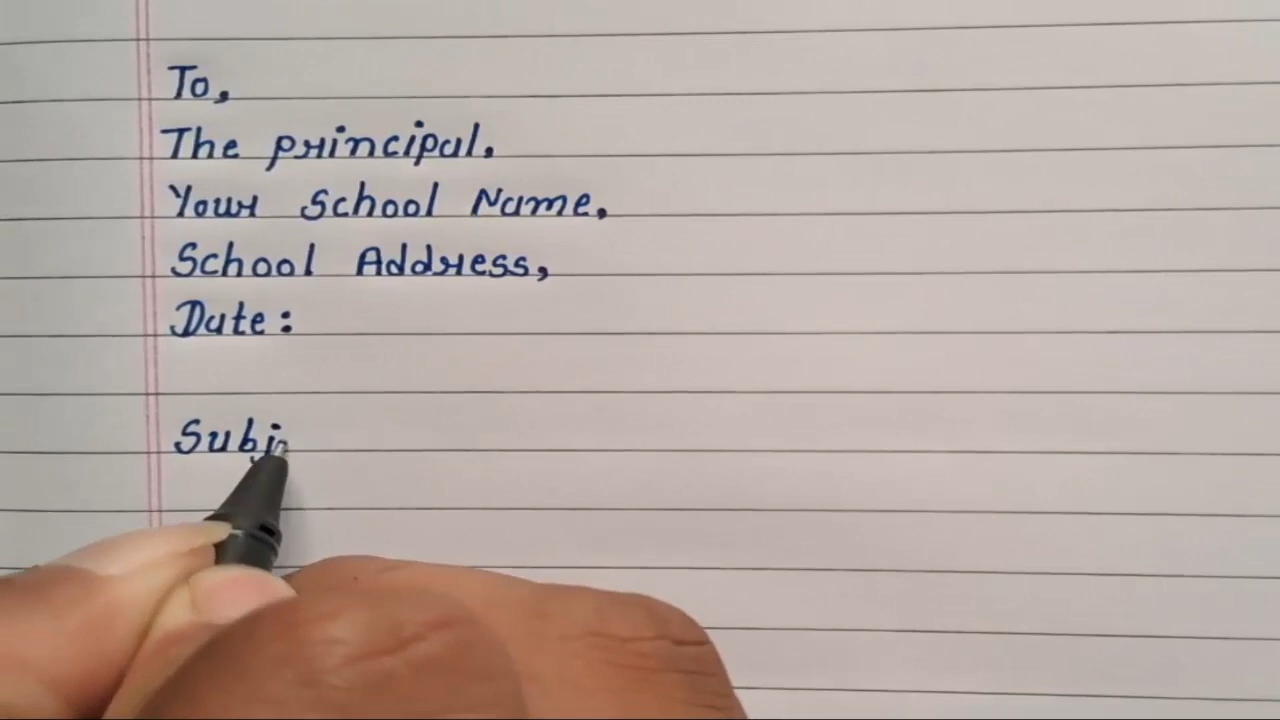 To,
The principal.
Your School Name.
School Address,
Date:
Subj